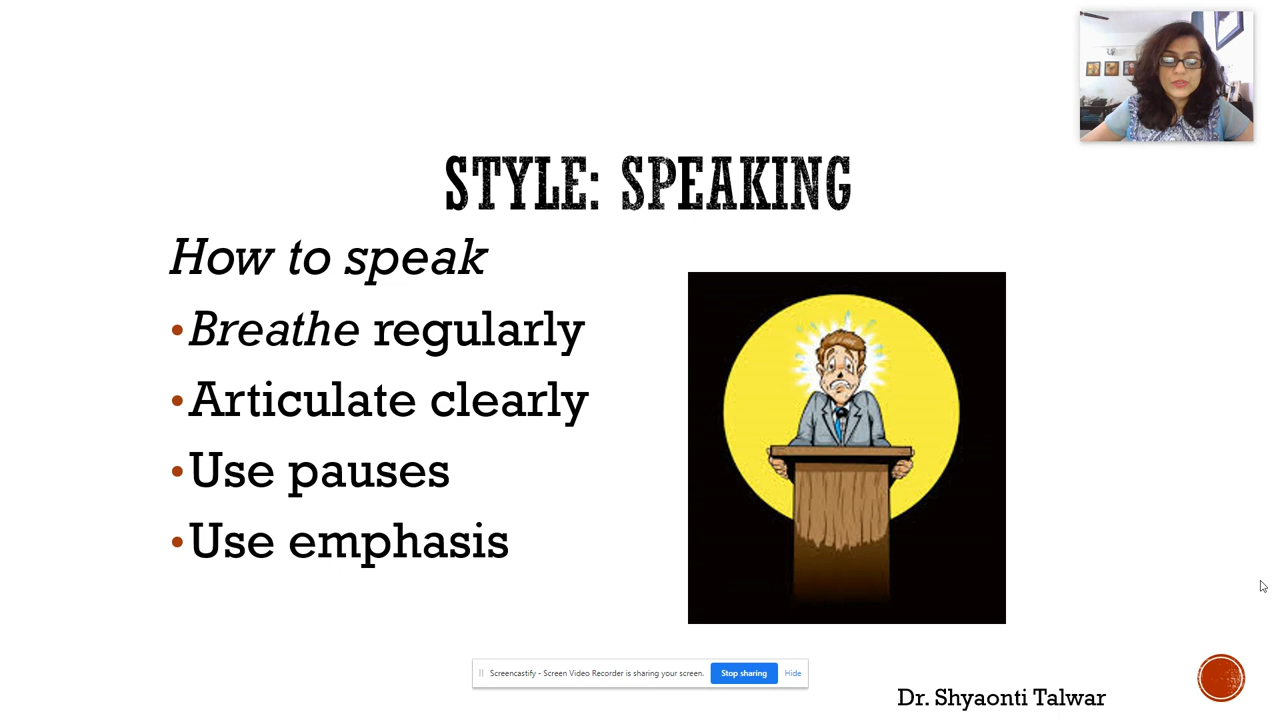 STYLE: SPEAKING
How to speak
•Breathe regularly
•Articulate clearly
•Use pauses
•Use emphasis
Screencastify - Screen Video Recorder is sharing your screen. Stop sharing Hide
Dr. Shyaonti Talwar